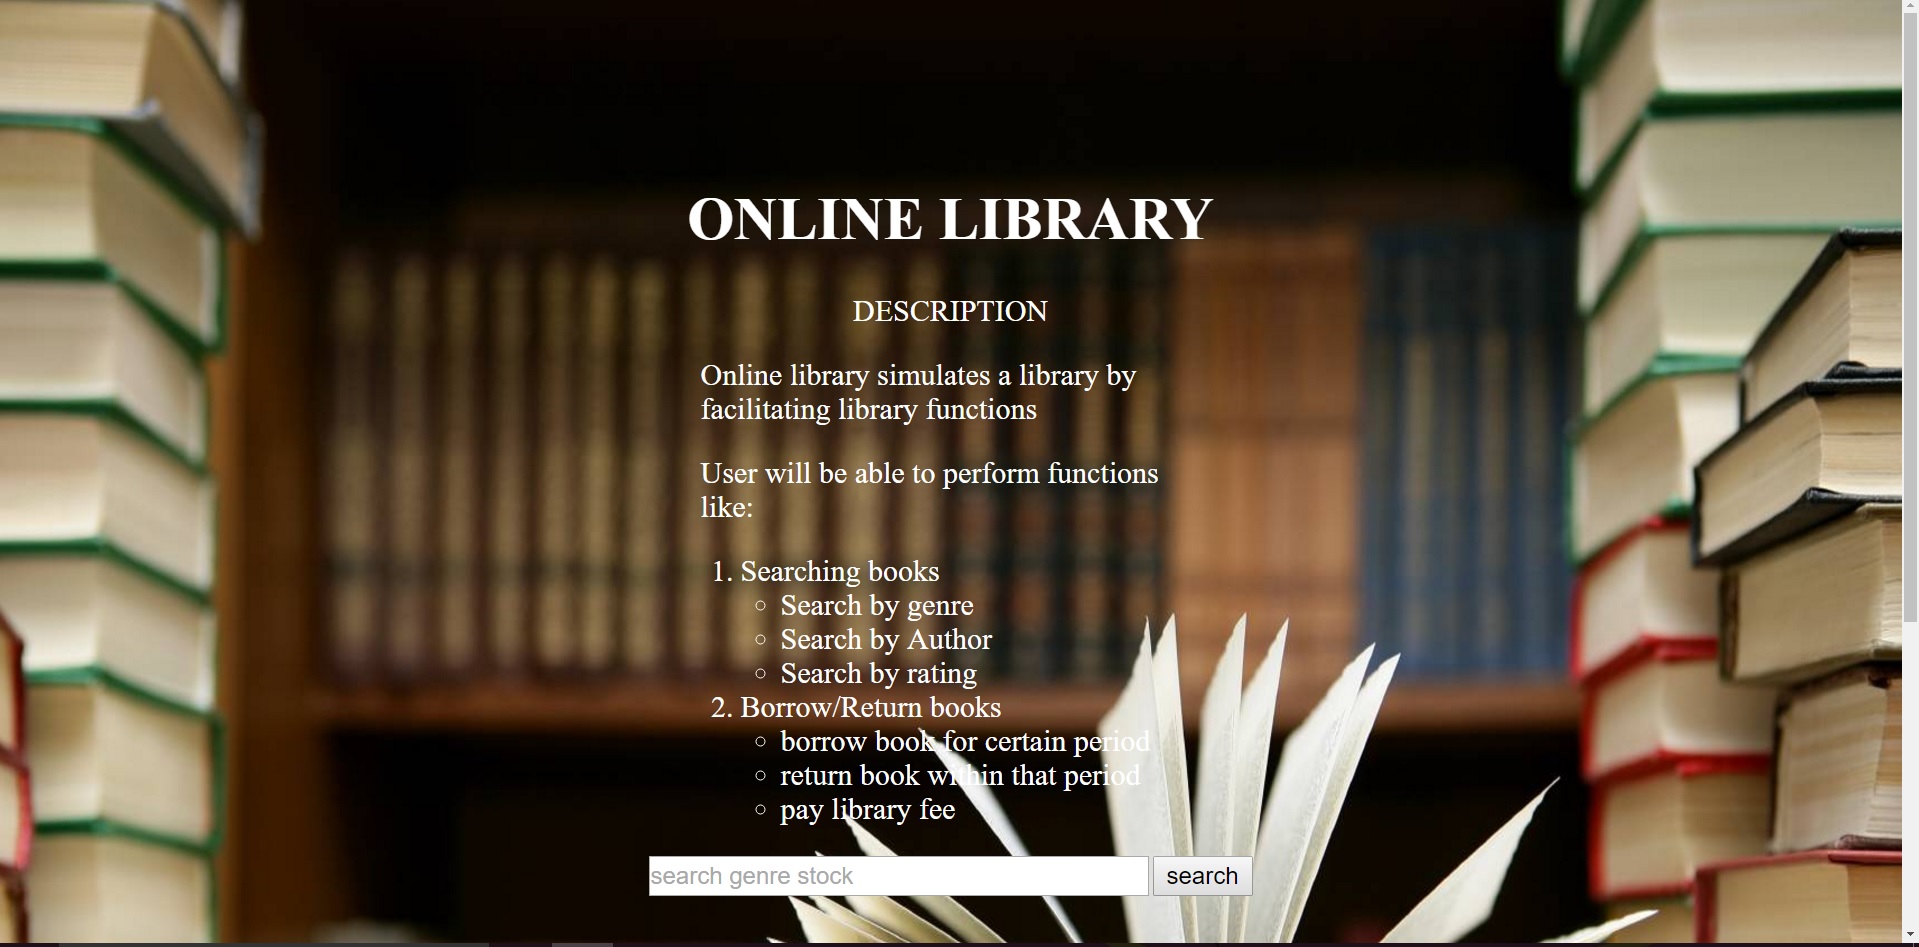 ONLINE LIBRARY
DESCRIPTION
Online library simulates a library by
facilitating library functions
User will be able to perform functions
like:
1. Searching books
○ Search by genre
○ Search by Author
○ Search by rating
2. Borrow/Return books
○ borrow book for certain period
○ return book within that period
○ pay library fee
search genre stock search